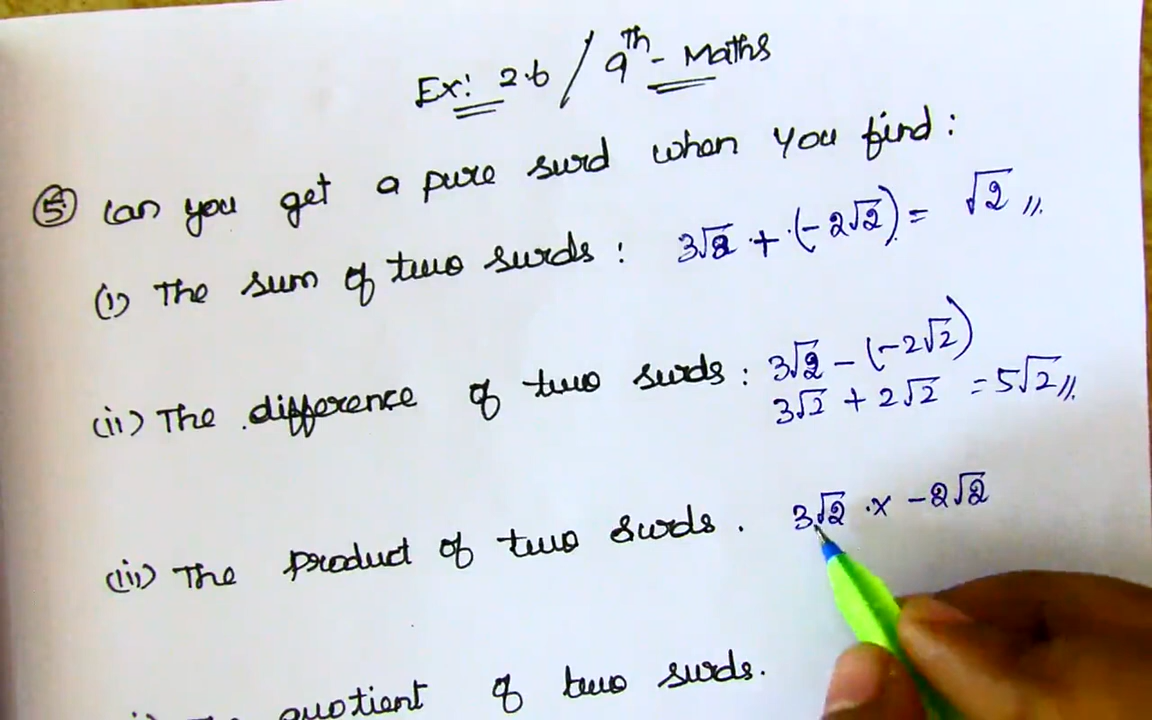 Ex: 2.6 / 9th - Maths
5. Can you get a pure surd when you find:
(i) The sum of two surds: 3√2 + (-2√2) = √2 //.
(ii) The difference of two surds: 3√2 - (-2√2)
3√2 + 2√2 = 5√2 //.
(iii) The product of two surds. 3√2 × -2√2
quotient of two surds.